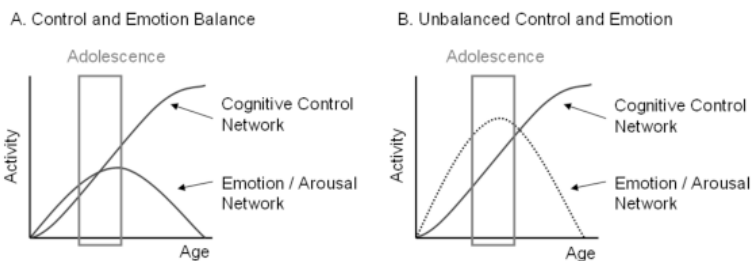 A. Control and Emotion Balance
Adolescence
Activity
Cognitive Control
Network
Emotion / Arousal
Network
Age
B. Unbalanced Control and Emotion
Adolescence
Activity
Cognitive Control
Network
Emotion / Arousal
Network
Age